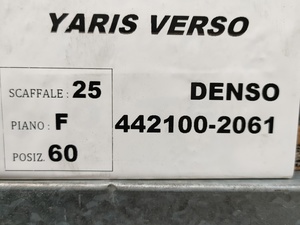 YARIS VERSO
SCAFFALE : 25
DENSO
PIANO : F
442100-2061
POSIZ. 60